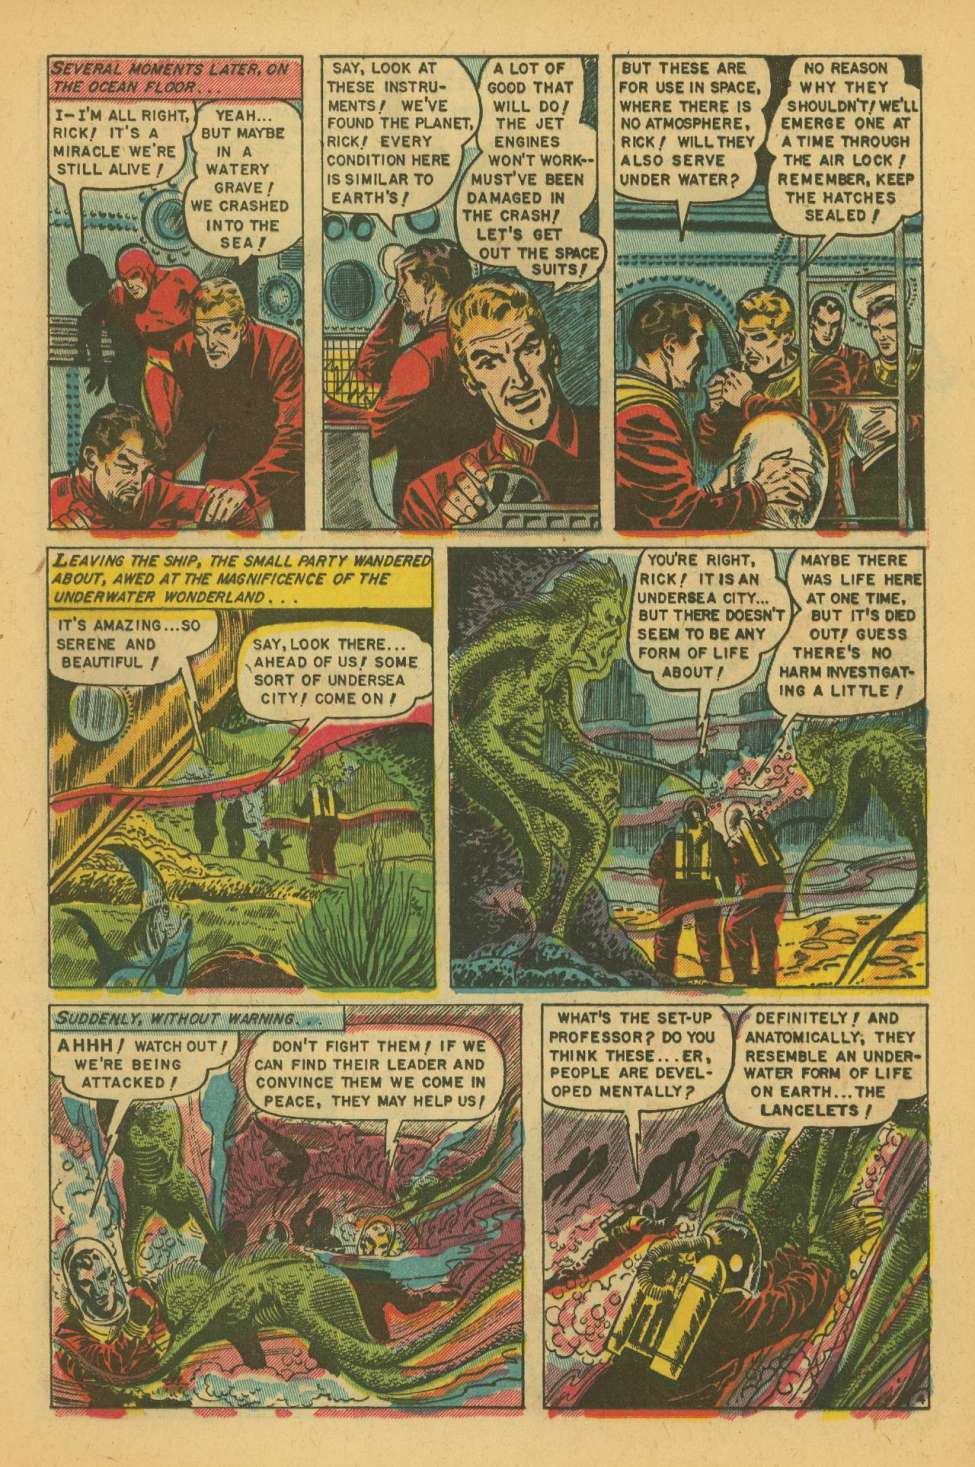 SEVERAL MOMENTS LATER, ON
THE OCEAN FLOOR...
I-I'M ALL RIGHT,
RICK! IT'S A
MIRACLE WE'RE
STILL ALIVE!
YEAH...
BUT MAYBE
IN A
WATERY
GRAVE!
WE CRASHED
INTO THE
SEA!
SAY, LOOK AT
THESE INSTRU-
MENTS! WE'VE
FOUND THE PLANET,
RICK! EVERY
CONDITION HERE
IS SIMILAR TO
EARTH'S!
A LOT OF
GOOD THAT
WILL DO!
THE JET
ENGINES
WON'T WORK--
MUST'VE BEEN
DAMAGED IN
THE CRASH!
LET'S GET
OUT THE SPACE
SUITS!
BUT THESE ARE
FOR USE IN SPACE,
WHERE THERE IS
NO ATMOSPHERE,
RICK! WILL THEY
ALSO SERVE
UNDER WATER?
NO REASON
WHY THEY
SHOULDN'T! WE'LL
EMERGE ONE AT
A TIME THROUGH
THE AIR LOCK!
REMEMBER, KEEP
THE HATCHES
SEALED!
LEAVING THE SHIP, THE SMALL PARTY WANDERED
ABOUT, AWED AT THE MAGNIFICENCE OF THE
UNDERWATER WONDERLAND...
IT'S AMAZING...SO
SERENE AND
BEAUTIFUL!
SAY, LOOK THERE...
AHEAD OF US! SOME
SORT OF UNDERSEA
CITY! COME ON!
YOU'RE RIGHT,
RICK! IT IS AN
UNDERSEA CITY...
BUT THERE DOESN'T
SEEM TO BE ANY
FORM OF LIFE
ABOUT!
MAYBE THERE
WAS LIFE HERE
AT ONE TIME,
BUT IT'S DIED
OUT! GUESS
THERE'S NO
HARM INVESTIGAT-
ING A LITTLE!
SUDDENLY, WITHOUT WARNING...
AHHH! WATCH OUT!
WE'RE BEING
ATTACKED!
DON'T FIGHT THEM! IF WE
CAN FIND THEIR LEADER AND
CONVINCE THEM WE COME IN
PEACE, THEY MAY HELP US!
WHAT'S THE SET-UP
PROFESSOR? DO YOU
THINK THESE...ER,
PEOPLE ARE DEVEL-
OPED MENTALLY?
DEFINITELY! AND
ANATOMICALLY, THEY
RESEMBLE AN UNDER-
WATER FORM OF LIFE
ON EARTH...THE
LANCELETS!